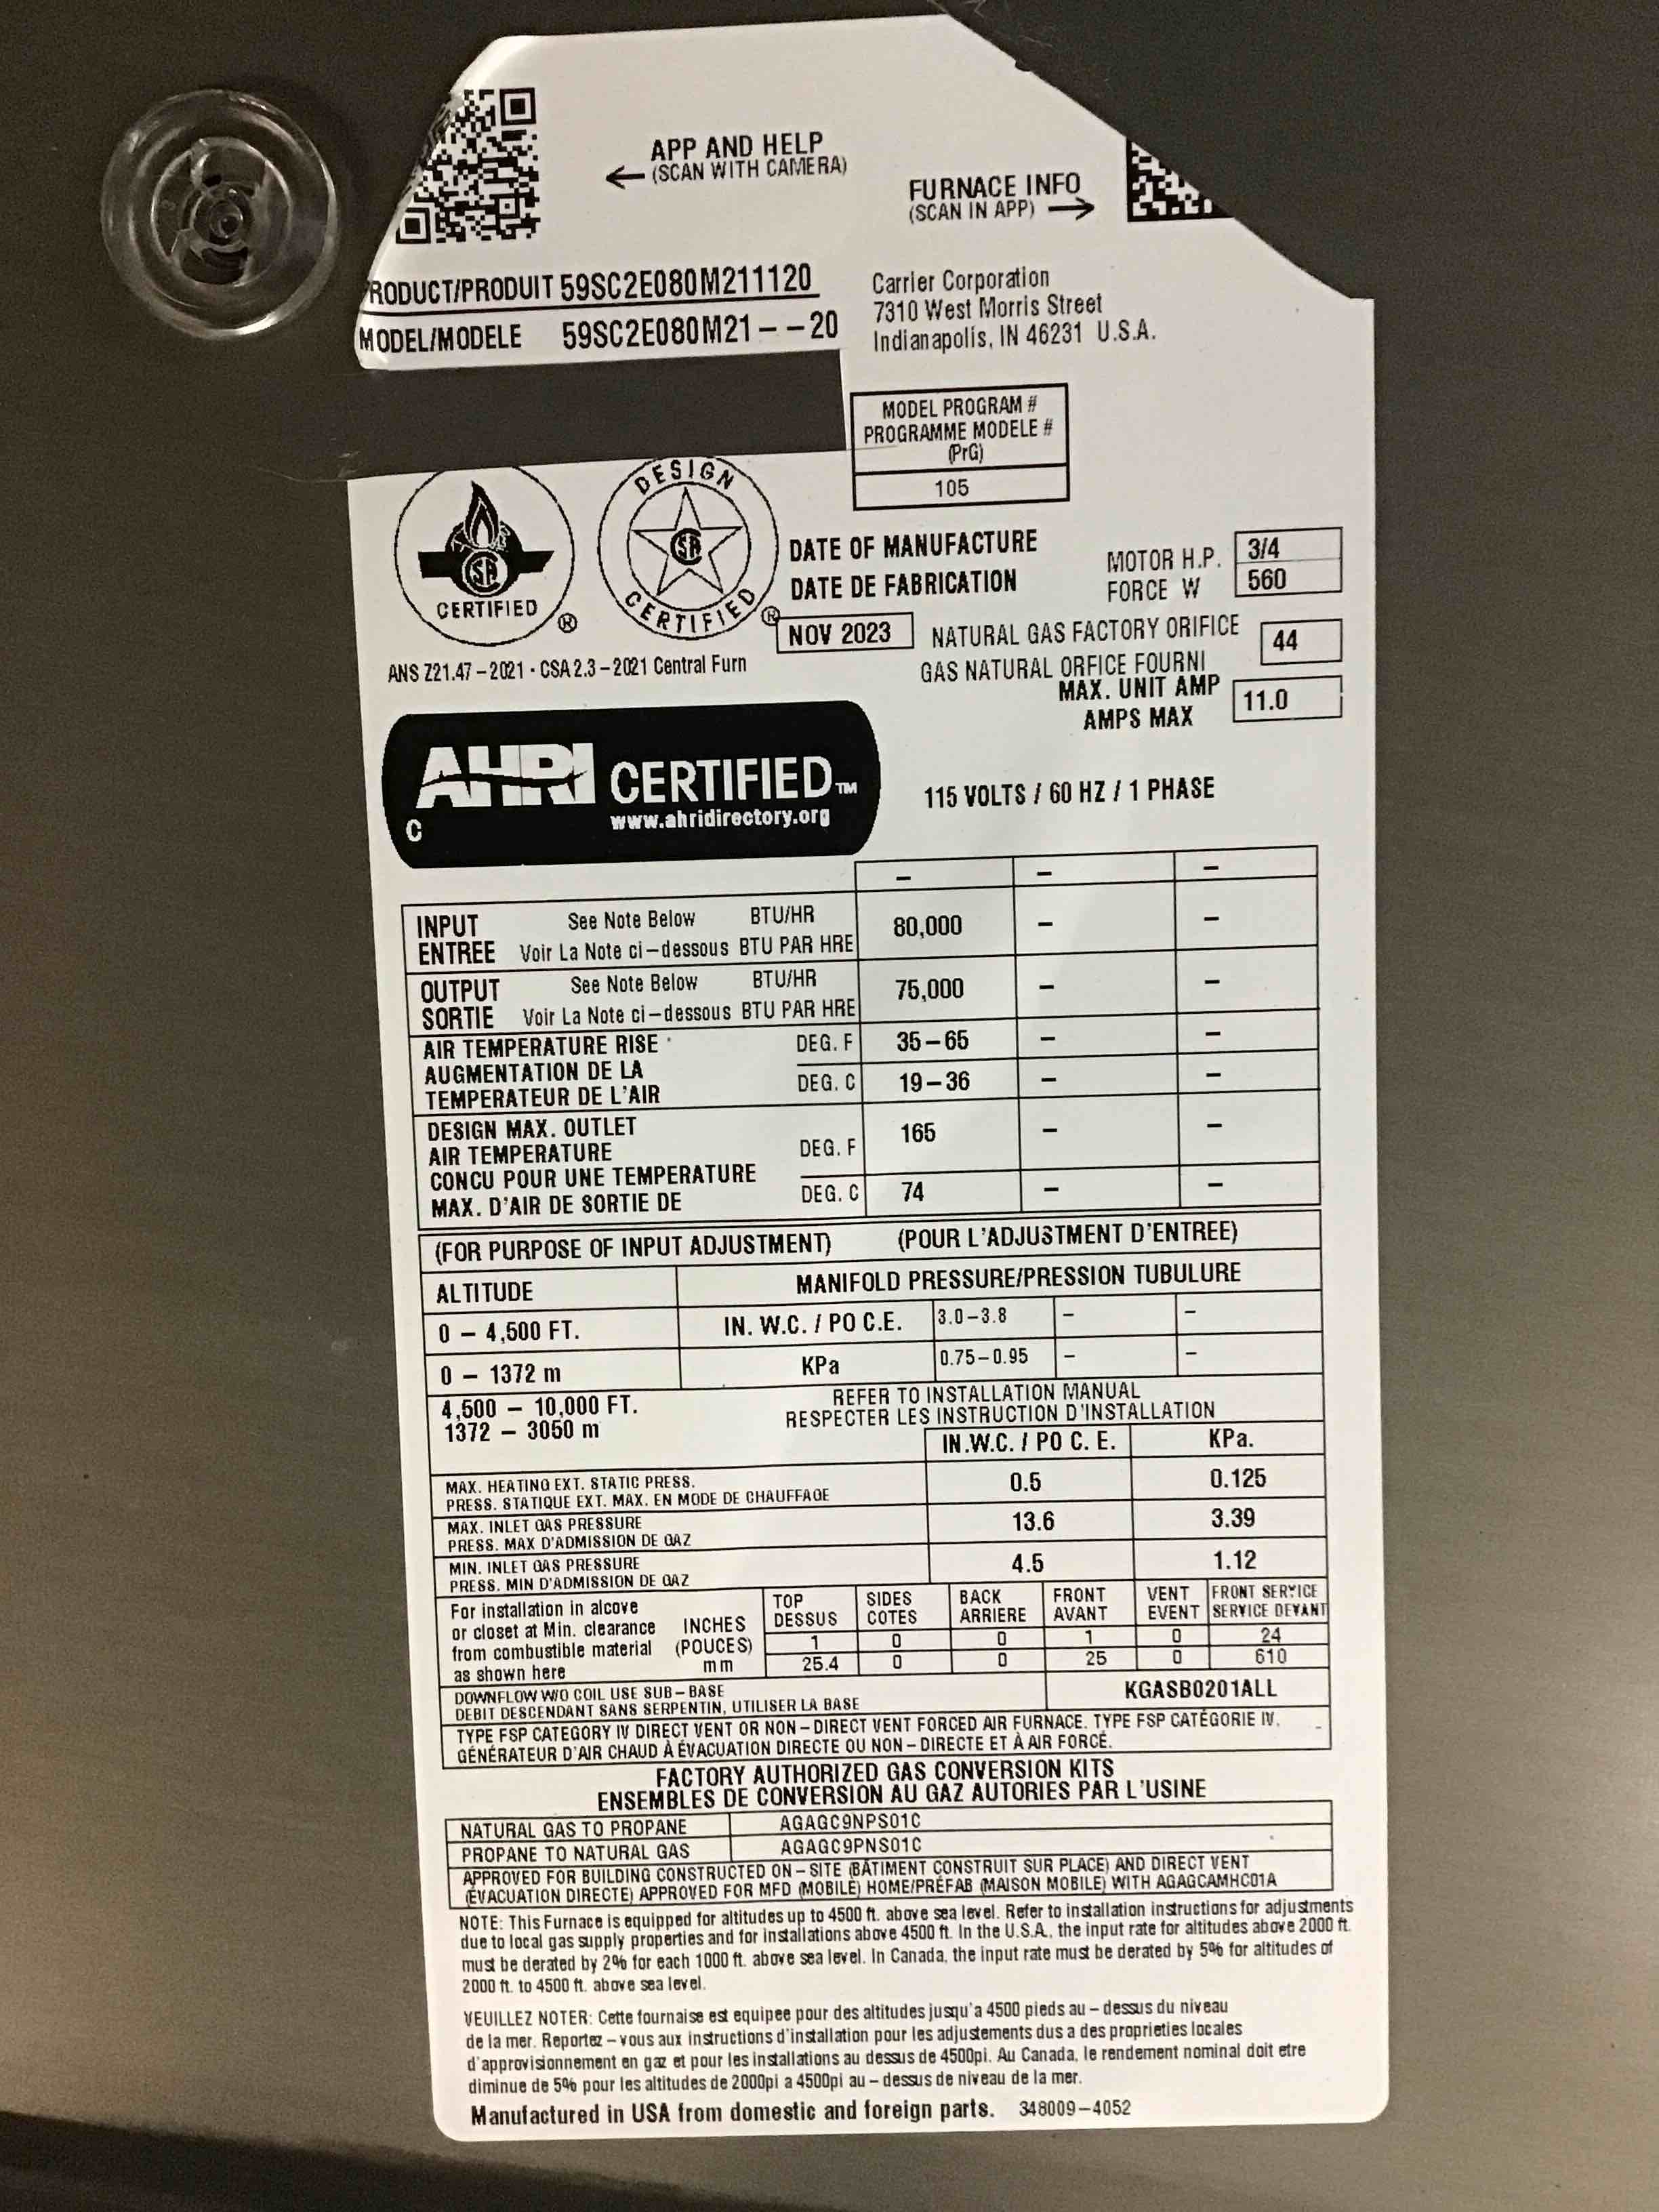 APP AND HELP
← (SCAN WITH CAMERA)
FURNACE INFO
(SCAN IN APP) →
RODUCT/PRODUIT 59SC2E080M211120
MODEL/MODELE 59SC2E080M21--20
Carrier Corporation
7310 West Morris Street
Indianapolis, IN 46231 U.S.A.
MODEL PROGRAM #
PROGRAMME MODELE #
(PrG)
105
CERTIFIED ®
DESIGN
SA
CERTIFIED ®
ANS Z21.47-2021 · CSA 2.3-2021 Central Furn
DATE OF MANUFACTURE
DATE DE FABRICATION
NOV 2023
MOTOR H.P. 3/4
FORCE W 560
NATURAL GAS FACTORY ORIFICE 44
GAS NATURAL ORFICE FOURNI
MAX. UNIT AMP 11.0
AMPS MAX
AHRI CERTIFIED™
www.ahridirectory.org
C
115 VOLTS / 60 HZ / 1 PHASE
– – –
INPUT See Note Below BTU/HR 80,000 – –
ENTREE Voir La Note ci-dessous BTU PAR HRE
OUTPUT See Note Below BTU/HR 75,000 – –
SORTIE Voir La Note ci-dessous BTU PAR HRE
AIR TEMPERATURE RISE DEG. F 35-65 – –
AUGMENTATION DE LA
TEMPERATEUR DE L'AIR DEG. C 19-36 – –
DESIGN MAX. OUTLET
AIR TEMPERATURE DEG. F 165 – –
CONCU POUR UNE TEMPERATURE
MAX. D'AIR DE SORTIE DE DEG. C 74 – –
(FOR PURPOSE OF INPUT ADJUSTMENT) (POUR L'ADJUSTMENT D'ENTREE)
ALTITUDE MANIFOLD PRESSURE/PRESSION TUBULURE
0 – 4,500 FT. IN. W.C. / PO C.E. 3.0-3.8 – –
0 – 1372 m KPa 0.75-0.95 – –
4,500 – 10,000 FT. REFER TO INSTALLATION MANUAL
1372 – 3050 m RESPECTER LES INSTRUCTION D'INSTALLATION
IN.W.C. / PO C. E. KPa.
MAX. HEATING EXT. STATIC PRESS. 0.5 0.125
PRESS. STATIQUE EXT. MAX. EN MODE DE CHAUFFAGE
MAX. INLET GAS PRESSURE 13.6 3.39
PRESS. MAX D'ADMISSION DE GAZ
MIN. INLET GAS PRESSURE 4.5 1.12
PRESS. MIN D'ADMISSION DE GAZ
For installation in alcove
or closet at Min. clearance
from combustible material
as shown here
TOP SIDES BACK FRONT VENT FRONT SERVICE
DESSUS COTES ARRIERE AVANT EVENT SERVICE DEVANT
INCHES (POUCES) 1 0 0 1 0 24
mm 25.4 0 0 25 0 610
DOWNFLOW W/O COIL USE SUB-BASE KGASB0201ALL
DEBIT DESCENDANT SANS SERPENTIN, UTILISER LA BASE
TYPE FSP CATEGORY IV DIRECT VENT OR NON-DIRECT VENT FORCED AIR FURNACE. TYPE FSP CATÉGORIE IV.
GÉNÉRATEUR D'AIR CHAUD À ÉVACUATION DIRECTE OU NON-DIRECTE ET À AIR FORCÉ.
FACTORY AUTHORIZED GAS CONVERSION KITS
ENSEMBLES DE CONVERSION AU GAZ AUTORIES PAR L'USINE
NATURAL GAS TO PROPANE AGAGC9NPS01C
PROPANE TO NATURAL GAS AGAGC9PNS01C
APPROVED FOR BUILDING CONSTRUCTED ON-SITE (BÂTIMENT CONSTRUIT SUR PLACE) AND DIRECT VENT
(ÉVACUATION DIRECTE) APPROVED FOR MFD (MOBILE) HOME/PRÉFAB (MAISON MOBILE) WITH AGAGCAMHC01A
NOTE: This Furnace is equipped for altitudes up to 4500 ft. above sea level. Refer to installation instructions for adjustments
due to local gas supply properties and for installations above 4500 ft. In the U.S.A., the input rate for altitudes above 2000 ft.
must be derated by 2% for each 1000 ft. above sea level. In Canada, the input rate must be derated by 5% for altitudes of
2000 ft. to 4500 ft. above sea level.
VEUILLEZ NOTER: Cette fournaise est equipee pour des altitudes jusqu'a 4500 pieds au-dessus du niveau
de la mer. Reportez-vous aux instructions d'installation pour les adjustements dus a des proprieties locales
d'approvisionnement en gaz et pour les installations au dessus de 4500pi. Au Canada, le rendement nominal doit etre
diminue de 5% pour les altitudes de 2000pi a 4500pi au-dessus de niveau de la mer.
Manufactured in USA from domestic and foreign parts. 348009-4052